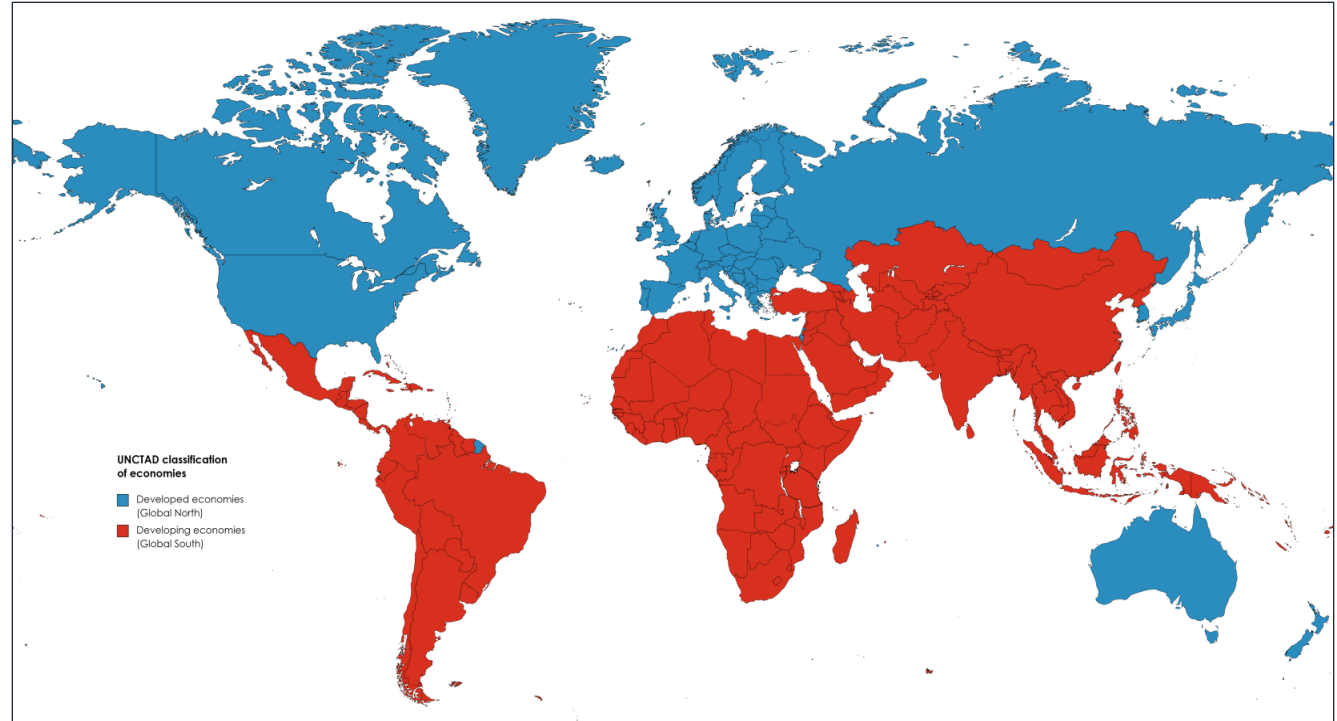 UNCTAD classification
of economies
Developed economies
(Global North)
Developing economies
(Global South)